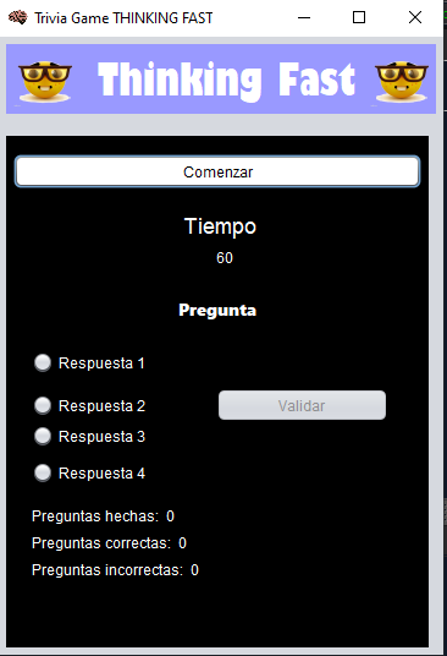 Trivia Game THINKING FAST
Thinking Fast
Comenzar
Tiempo
60
Pregunta
Respuesta 1
Respuesta 2
Validar
Respuesta 3
Respuesta 4
Preguntas hechas: 0
Preguntas correctas: 0
Preguntas incorrectas: 0